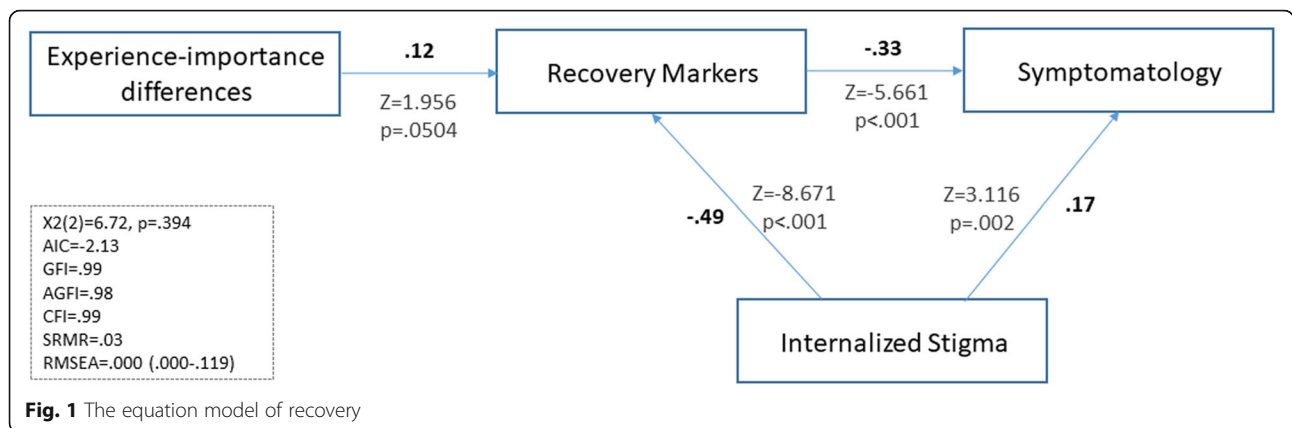 Experience-importance
differences
.12
Z=1.956
p=.0504
Recovery Markers
-.33
Z=-5.661
p<.001
Symptomatology
Z=-8.671
p<.001
-.49
Z=3.116
p=.002
.17
Internalized Stigma
X2(2)=6.72, p=.394
AIC=-2.13
GFI=.99
AGFI=.98
CFI=.99
SRMR=.03
RMSEA=.000 (.000-.119)
Fig. 1 The equation model of recovery